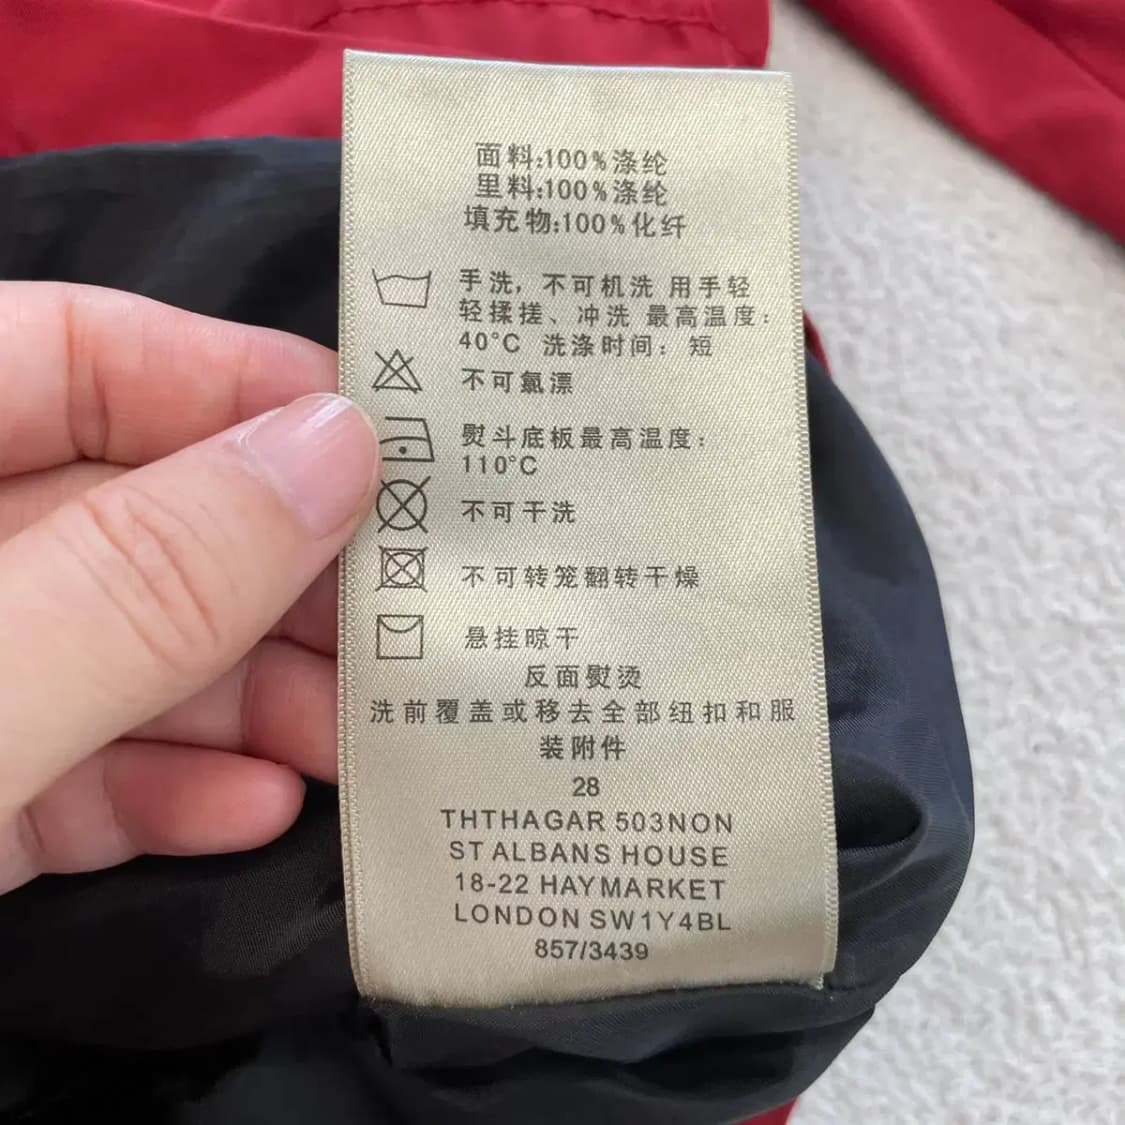 面料:100%涤纶
里料:100%涤纶
填充物:100%化纤
手洗，不可机洗 用手轻
轻揉搓、冲洗 最高温度：
40°C 洗涤时间：短
不可氯漂
熨斗底板最高温度：
110°C
不可干洗
不可转笼翻转干燥
悬挂晾干
反面熨烫
洗前覆盖或移去全部纽扣和服
装附件
28
THTHAGAR 503NON
ST ALBANS HOUSE
18-22 HAYMARKET
LONDON SW1Y4BL
857/3439